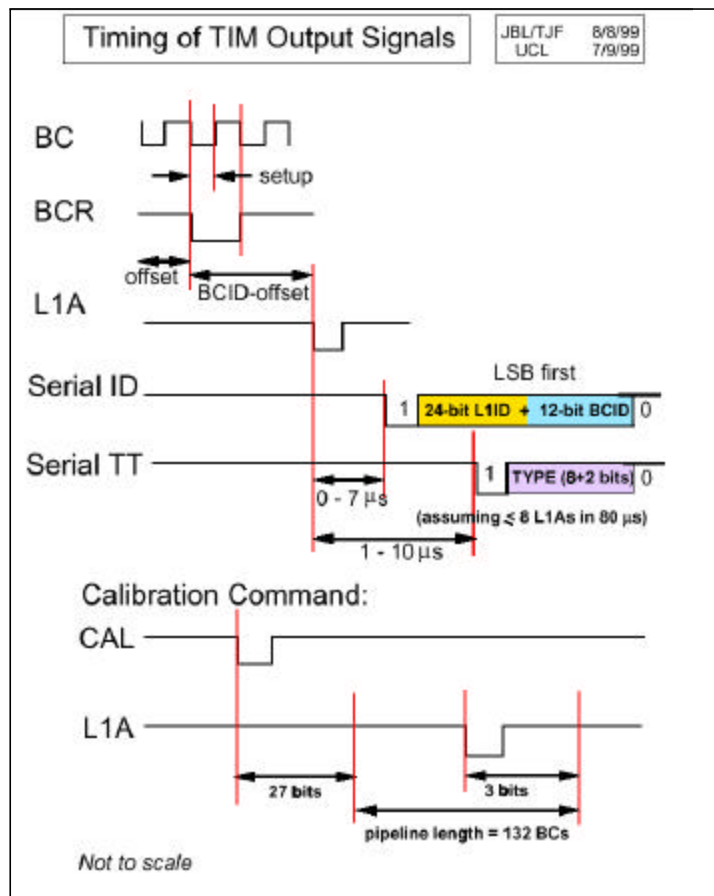 Timing of TIM Output Signals
JBL/TJF 8/8/99
UCL 7/9/99
BC
setup
BCR
offset
BCID-offset
L1A
LSB first
Serial ID
1 24-bit L1ID + 12-bit BCID 0
Serial TT
1 TYPE (8+2 bits) 0
0 - 7 µs
(assuming ≤ 8 L1As in 80 µs)
1 - 10 µs
Calibration Command:
CAL
L1A
27 bits
3 bits
pipeline length = 132 BCs
Not to scale